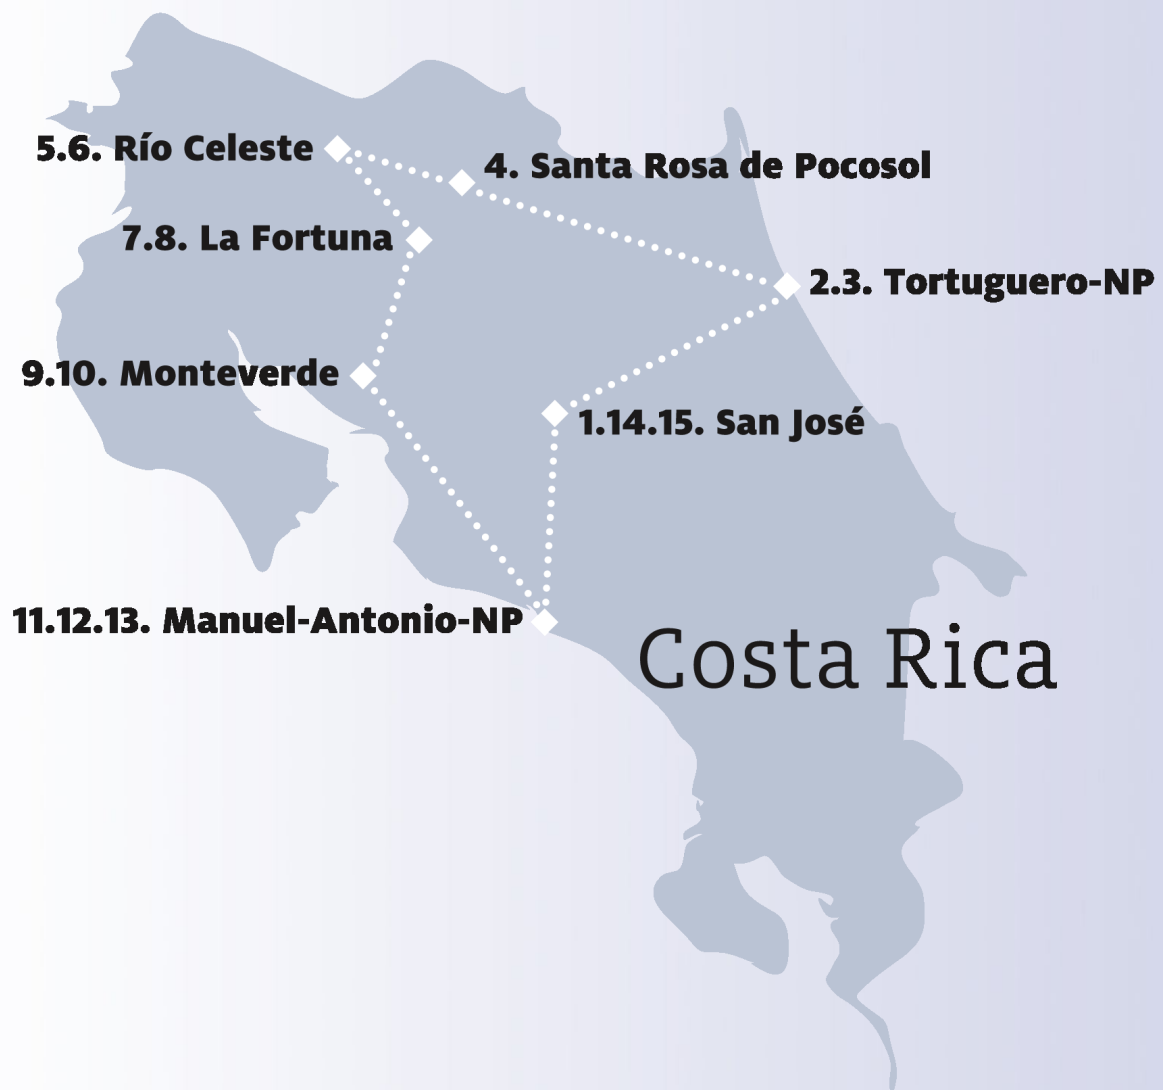 5.6. Río Celeste
4. Santa Rosa de Pocosol
7.8. La Fortuna
2.3. Tortuguero-NP
9.10. Monteverde
1.14.15. San José
11.12.13. Manuel-Antonio-NP
Costa Rica